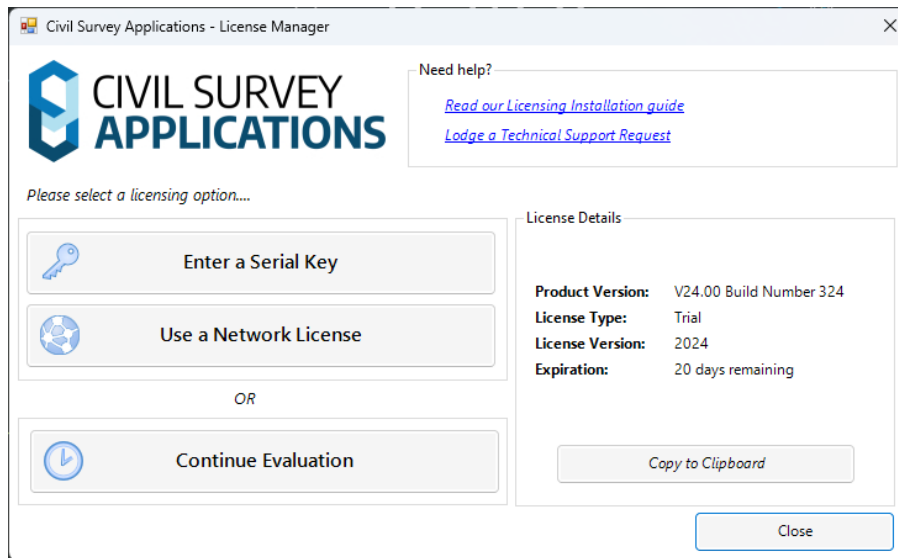 Civil Survey Applications - License Manager
CIVIL SURVEY
APPLICATIONS
Need help?
Read our Licensing Installation guide
Lodge a Technical Support Request
Please select a licensing option....
Enter a Serial Key
Use a Network License
OR
Continue Evaluation
License Details
Product Version: V24.00 Build Number 324
License Type: Trial
License Version: 2024
Expiration: 20 days remaining
Copy to Clipboard
Close